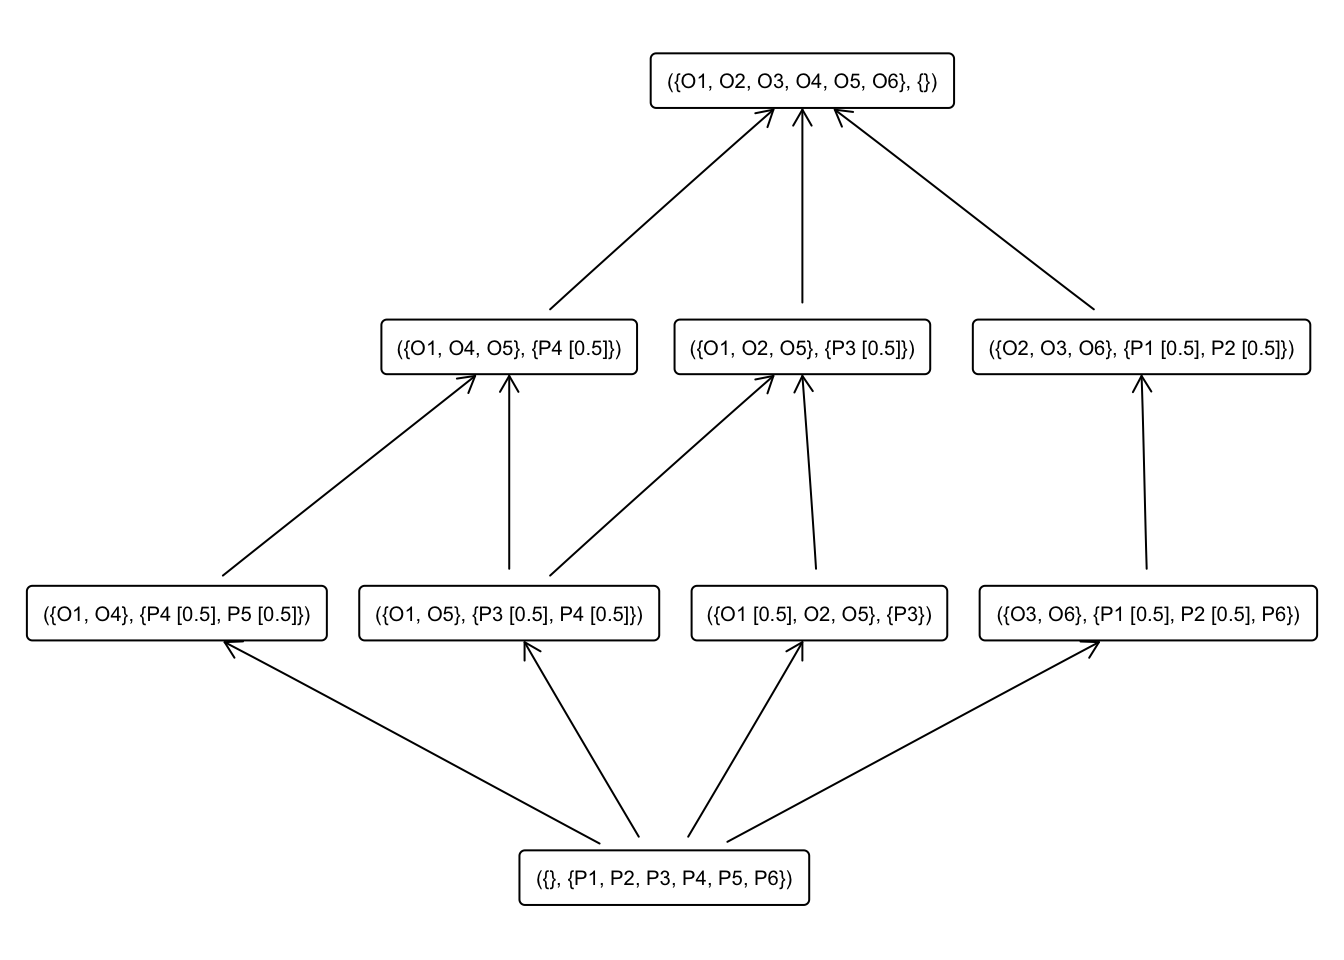 ({O1, O2, O3, O4, O5, O6}, {})
({O1, O4, O5}, {P4 [0.5]})
({O1, O2, O5}, {P3 [0.5]})
({O2, O3, O6}, {P1 [0.5], P2 [0.5]})
({O1, O4}, {P4 [0.5], P5 [0.5]})
({O1, O5}, {P3 [0.5], P4 [0.5]})
({O1 [0.5], O2, O5}, {P3})
({O3, O6}, {P1 [0.5], P2 [0.5], P6})
({}, {P1, P2, P3, P4, P5, P6})